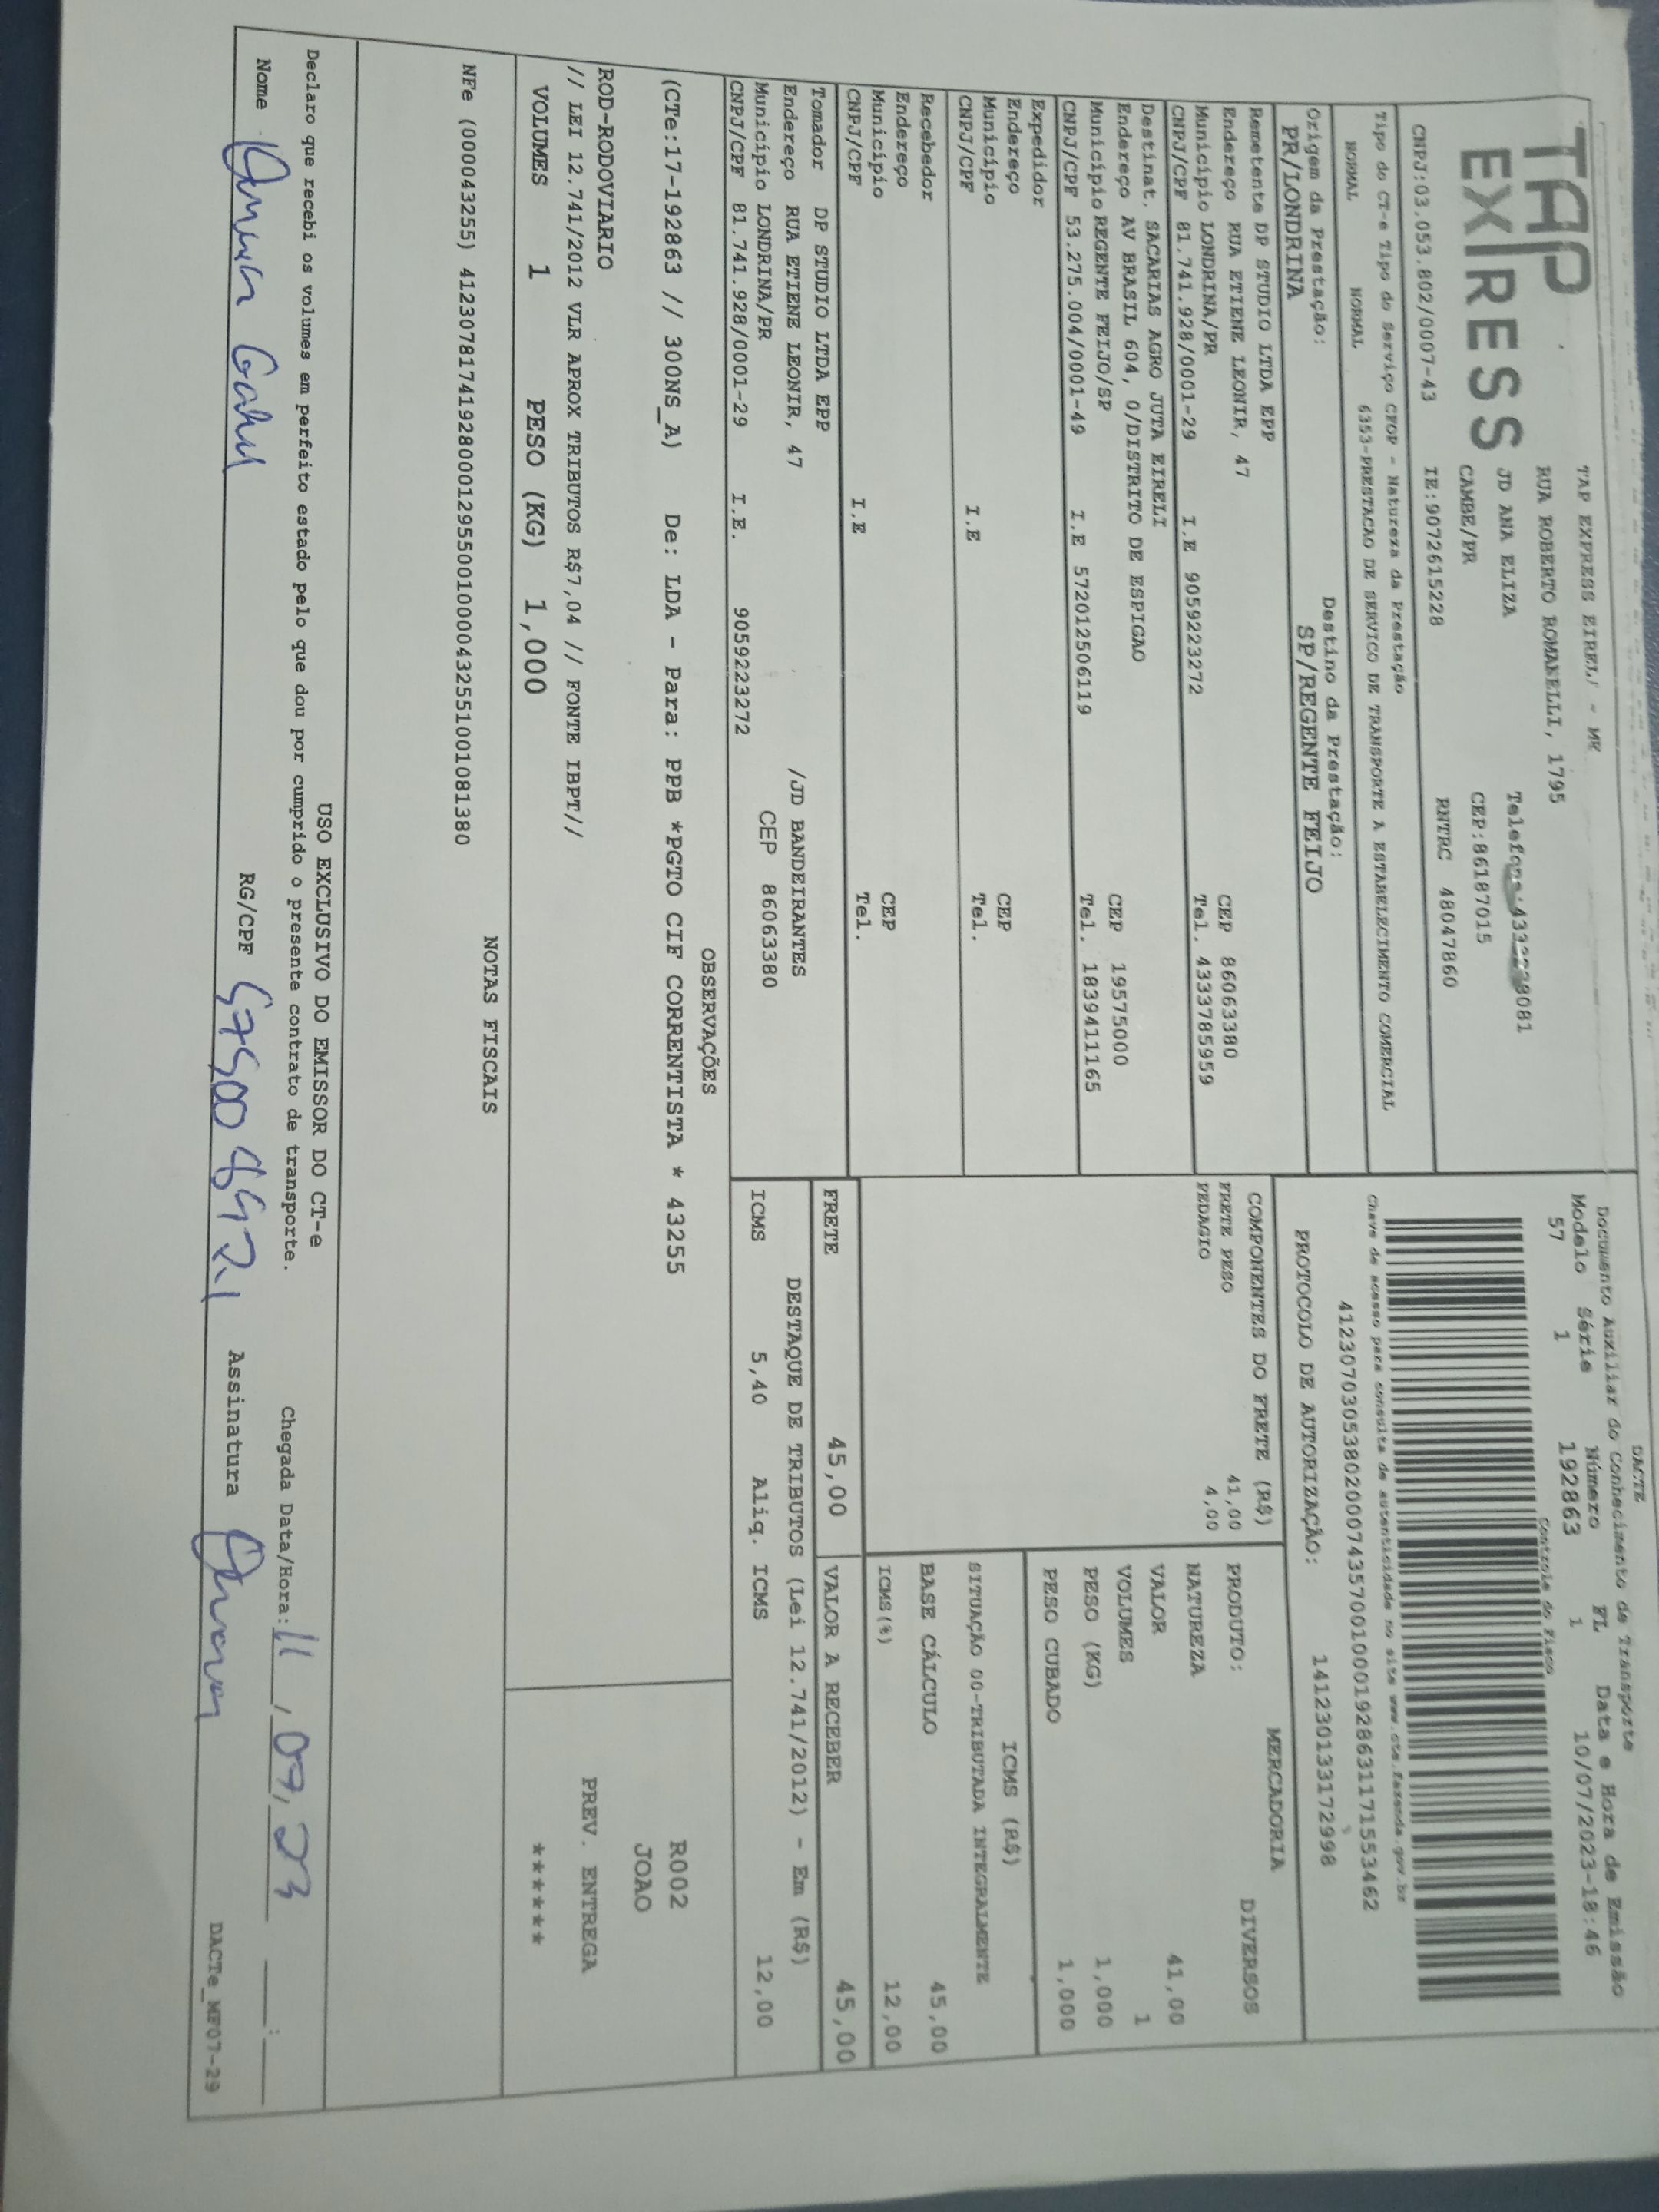 TAP
EXPRESS
TAP EXPRESS EIRELI - ME
RUA ROBERTO ROMANELLI, 1795
JD ANA ELIZA
CAMBE/PR
CEP:86187015
CNPJ:03.053.802/0007-43 IE:9072615228 RNTRC 48047860
Tipo do CT-e Tipo do Serviço CFOP - Natureza da Prestação
NORMAL NORMAL 6353-PRESTACAO DE SERVICO DE TRANSPORTE A ESTABELECIMENTO COMERCIAL
Origem da Prestação: Destino da Prestação:
PR/LONDRINA SP/REGENTE FEIJO
DACTE
Documento Auxiliar do Conhecimento de Transporte
Modelo Série Número FL Data e Hora de Emissão
57 1 192863 1 10/07/2023-18:46
Controle do Fisco
Chave de acesso para consulta de autenticidade no site www.cte.fazenda.gov.br
41230703053802000743570010001928631171553462
PROTOCOLO DE AUTORIZAÇÃO: 141230133172998
Remetente DP STUDIO LTDA EPP
Endereço RUA ETIENE LEONIR, 47 CEP 86063380
Município LONDRINA/PR Tel. 4333785959
CNPJ/CPF 81.741.928/0001-29 I.E 9059223272
Destinat. SACARIAS AGRO JUTA EIRELI
Endereço AV BRASIL 604, 0/DISTRITO DE ESPIGAO CEP 19575000
Município REGENTE FEIJO/SP Tel. 1839411165
CNPJ/CPF 53.275.004/0001-49 I.E 572012506119
Expedidor
Endereço CEP
Município Tel.
CNPJ/CPF I.E
Recebedor
Endereço CEP
Município Tel.
CNPJ/CPF I.E
Tomador DP STUDIO LTDA EPP
Endereço RUA ETIENE LEONIR, 47 /JD BANDEIRANTES
Município LONDRINA/PR CEP 86063380
CNPJ/CPF 81.741.928/0001-29 I.E. 9059223272
COMPONENTES DO FRETE (R$)
FRETE PESO 41,00
PEDAGIO 4,00
MERCADORIA
PRODUTO: DIVERSOS
NATUREZA
VALOR 41,00
VOLUMES 1
PESO (KG) 1,000
PESO CUBADO 1,000
ICMS (R$)
SITUAÇÃO 00-TRIBUTADA INTEGRALMENTE
BASE CÁLCULO 45,00
ICMS(%) 12,00
FRETE 45,00 VALOR A RECEBER 45,00
DESTAQUE DE TRIBUTOS (Lei 12.741/2012) - Em (R$)
ICMS 5,40 Aliq. ICMS 12,00
OBSERVAÇÕES
(CTe:17-192863 // 300NS_A) De: LDA - Para: PPB *PGTO CIF CORRENTISTA * 43255
ROD-RODOVIARIO
// LEI 12.741/2012 VLR APROX TRIBUTOS R$7,04 // FONTE IBPT//
R002
JOAO
VOLUMES 1 PESO (KG) 1,000
PREV. ENTREGA
******
NOTAS FISCAIS
NFe (000043255) 41230781741928000129550010000432551001081380
USO EXCLUSIVO DO EMISSOR DO CT-e
Declaro que recebi os volumes em perfeito estado pelo que dou por cumprido o presente contrato de transporte. Chegada Data/Hora: 11/07/23 __:__
Nome RG/CPF Assinatura
DACTe_MF07-29